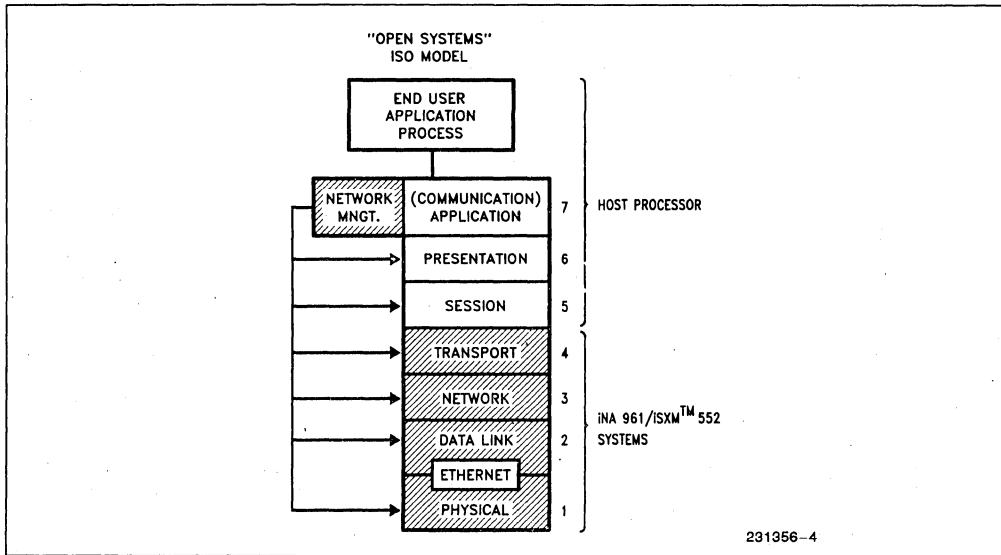 "OPEN SYSTEMS"
ISO MODEL
END USER
APPLICATION
PROCESS
NETWORK
MNGT.
(COMMUNICATION)
APPLICATION
7
HOST PROCESSOR
PRESENTATION
6
SESSION
5
TRANSPORT
4
NETWORK
3
iNA 961/ISXM™ 552
SYSTEMS
DATA LINK
2
ETHERNET
PHYSICAL
1
231356-4